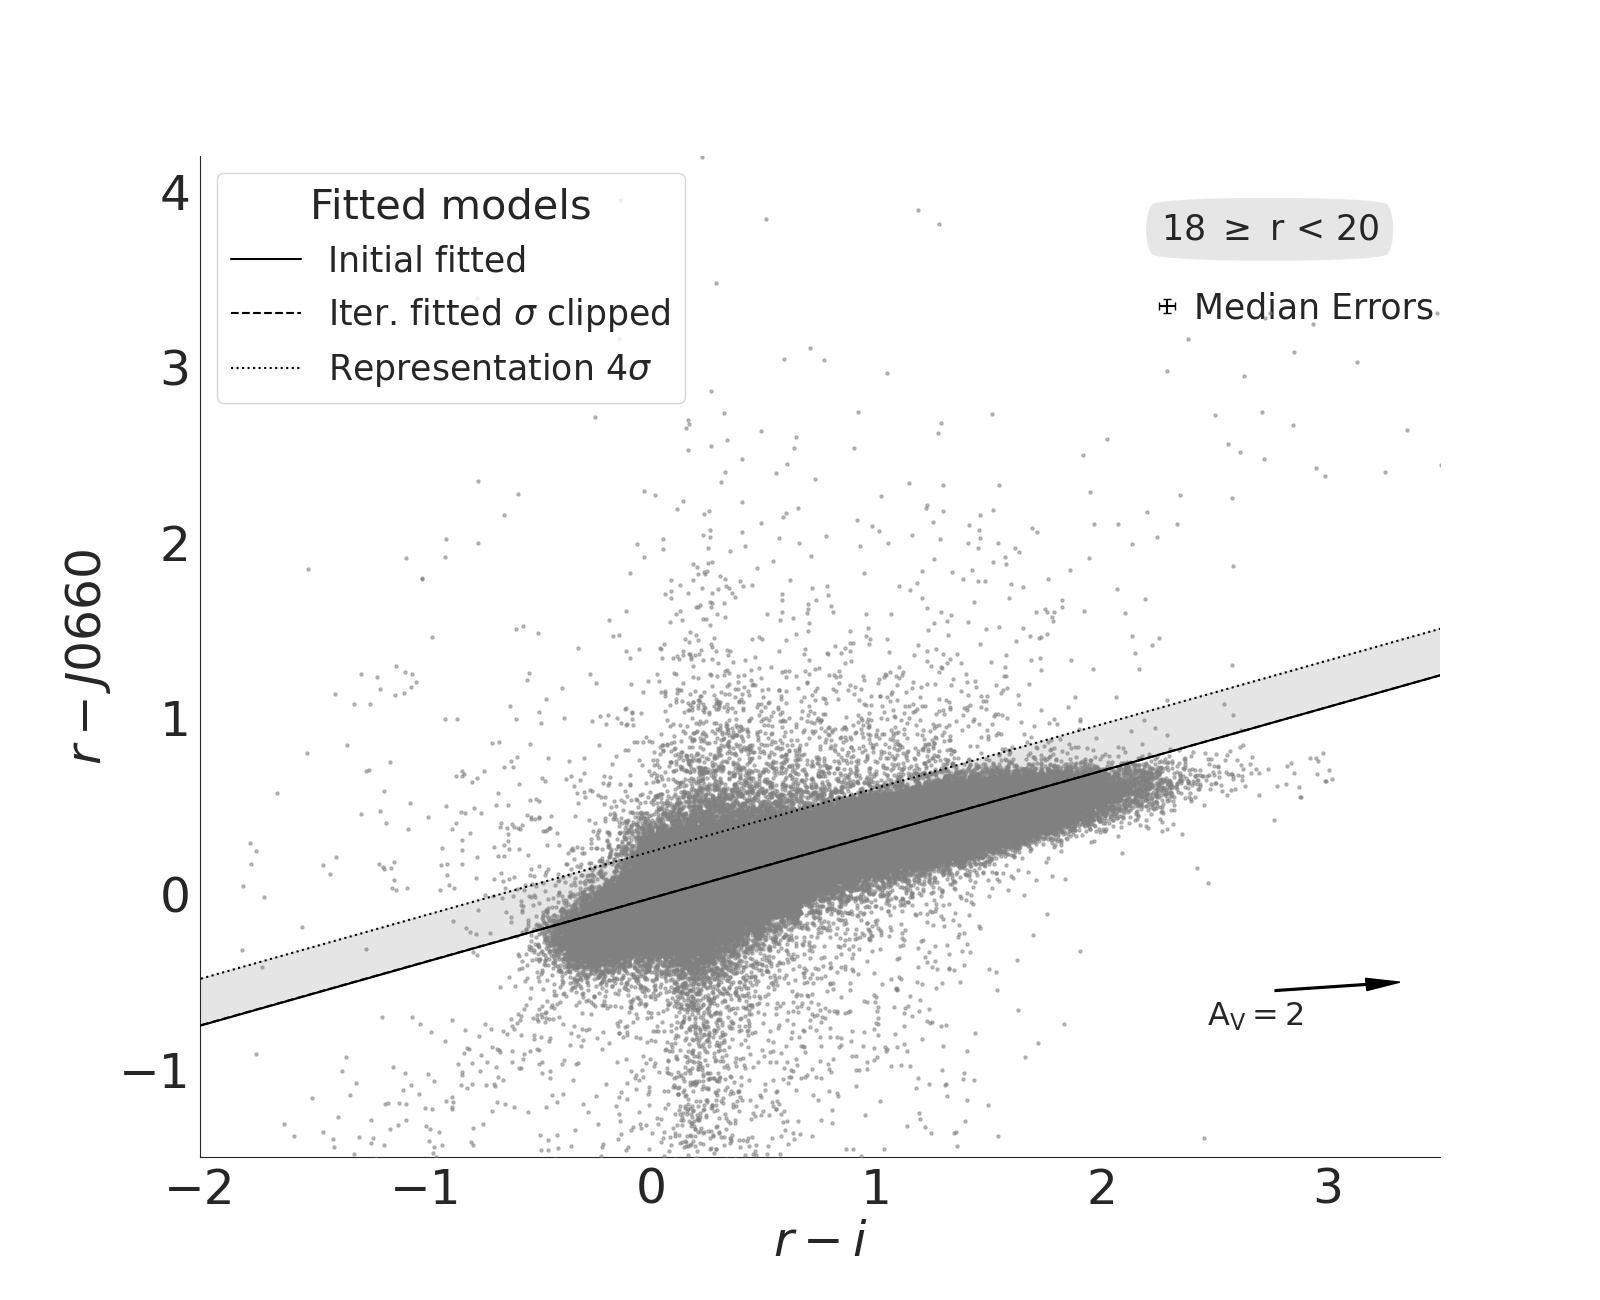 Fitted models
Initial fitted
Iter. fitted σ clipped
Representation 4σ
18 ≥ r < 20
Median Errors
A_V = 2
4
3
2
1
0
−1
r − J0660
−2 −1 0 1 2 3
r − i